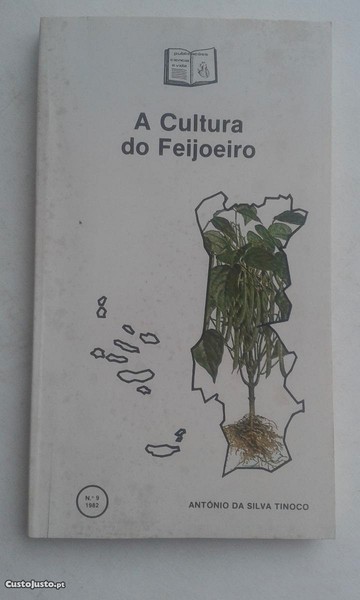 A Cultura
do Feijoeiro
N.º 9
1982
ANTÓNIO DA SILVA TINOCO
CustoJusto.pt